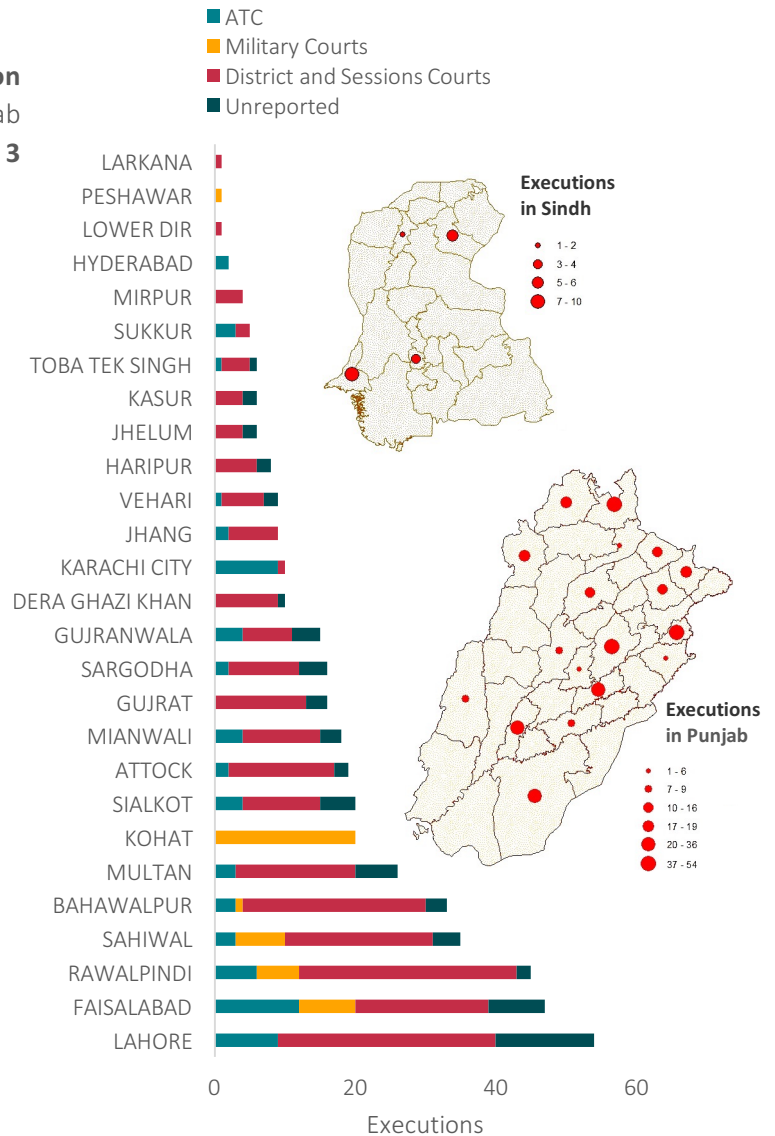 ATC
Military Courts
on
District and Sessions Courts
ab
Unreported
3
LARKANA
PESHAWAR
LOWER DIR
HYDERABAD
MIRPUR
SUKKUR
TOBA TEK SINGH
KASUR
JHELUM
HARIPUR
VEHARI
JHANG
KARACHI CITY
DERA GHAZI KHAN
GUJRANWALA
SARGODHA
GUJRAT
MIANWALI
ATTOCK
SIALKOT
KOHAT
MULTAN
BAHAWALPUR
SAHIWAL
RAWALPINDI
FAISALABAD
LAHORE
0 20 40 60
Executions
Executions
in Sindh
1 - 2
3 - 4
5 - 6
7 - 10
Executions
in Punjab
1 - 6
7 - 9
10 - 16
17 - 19
20 - 36
37 - 54